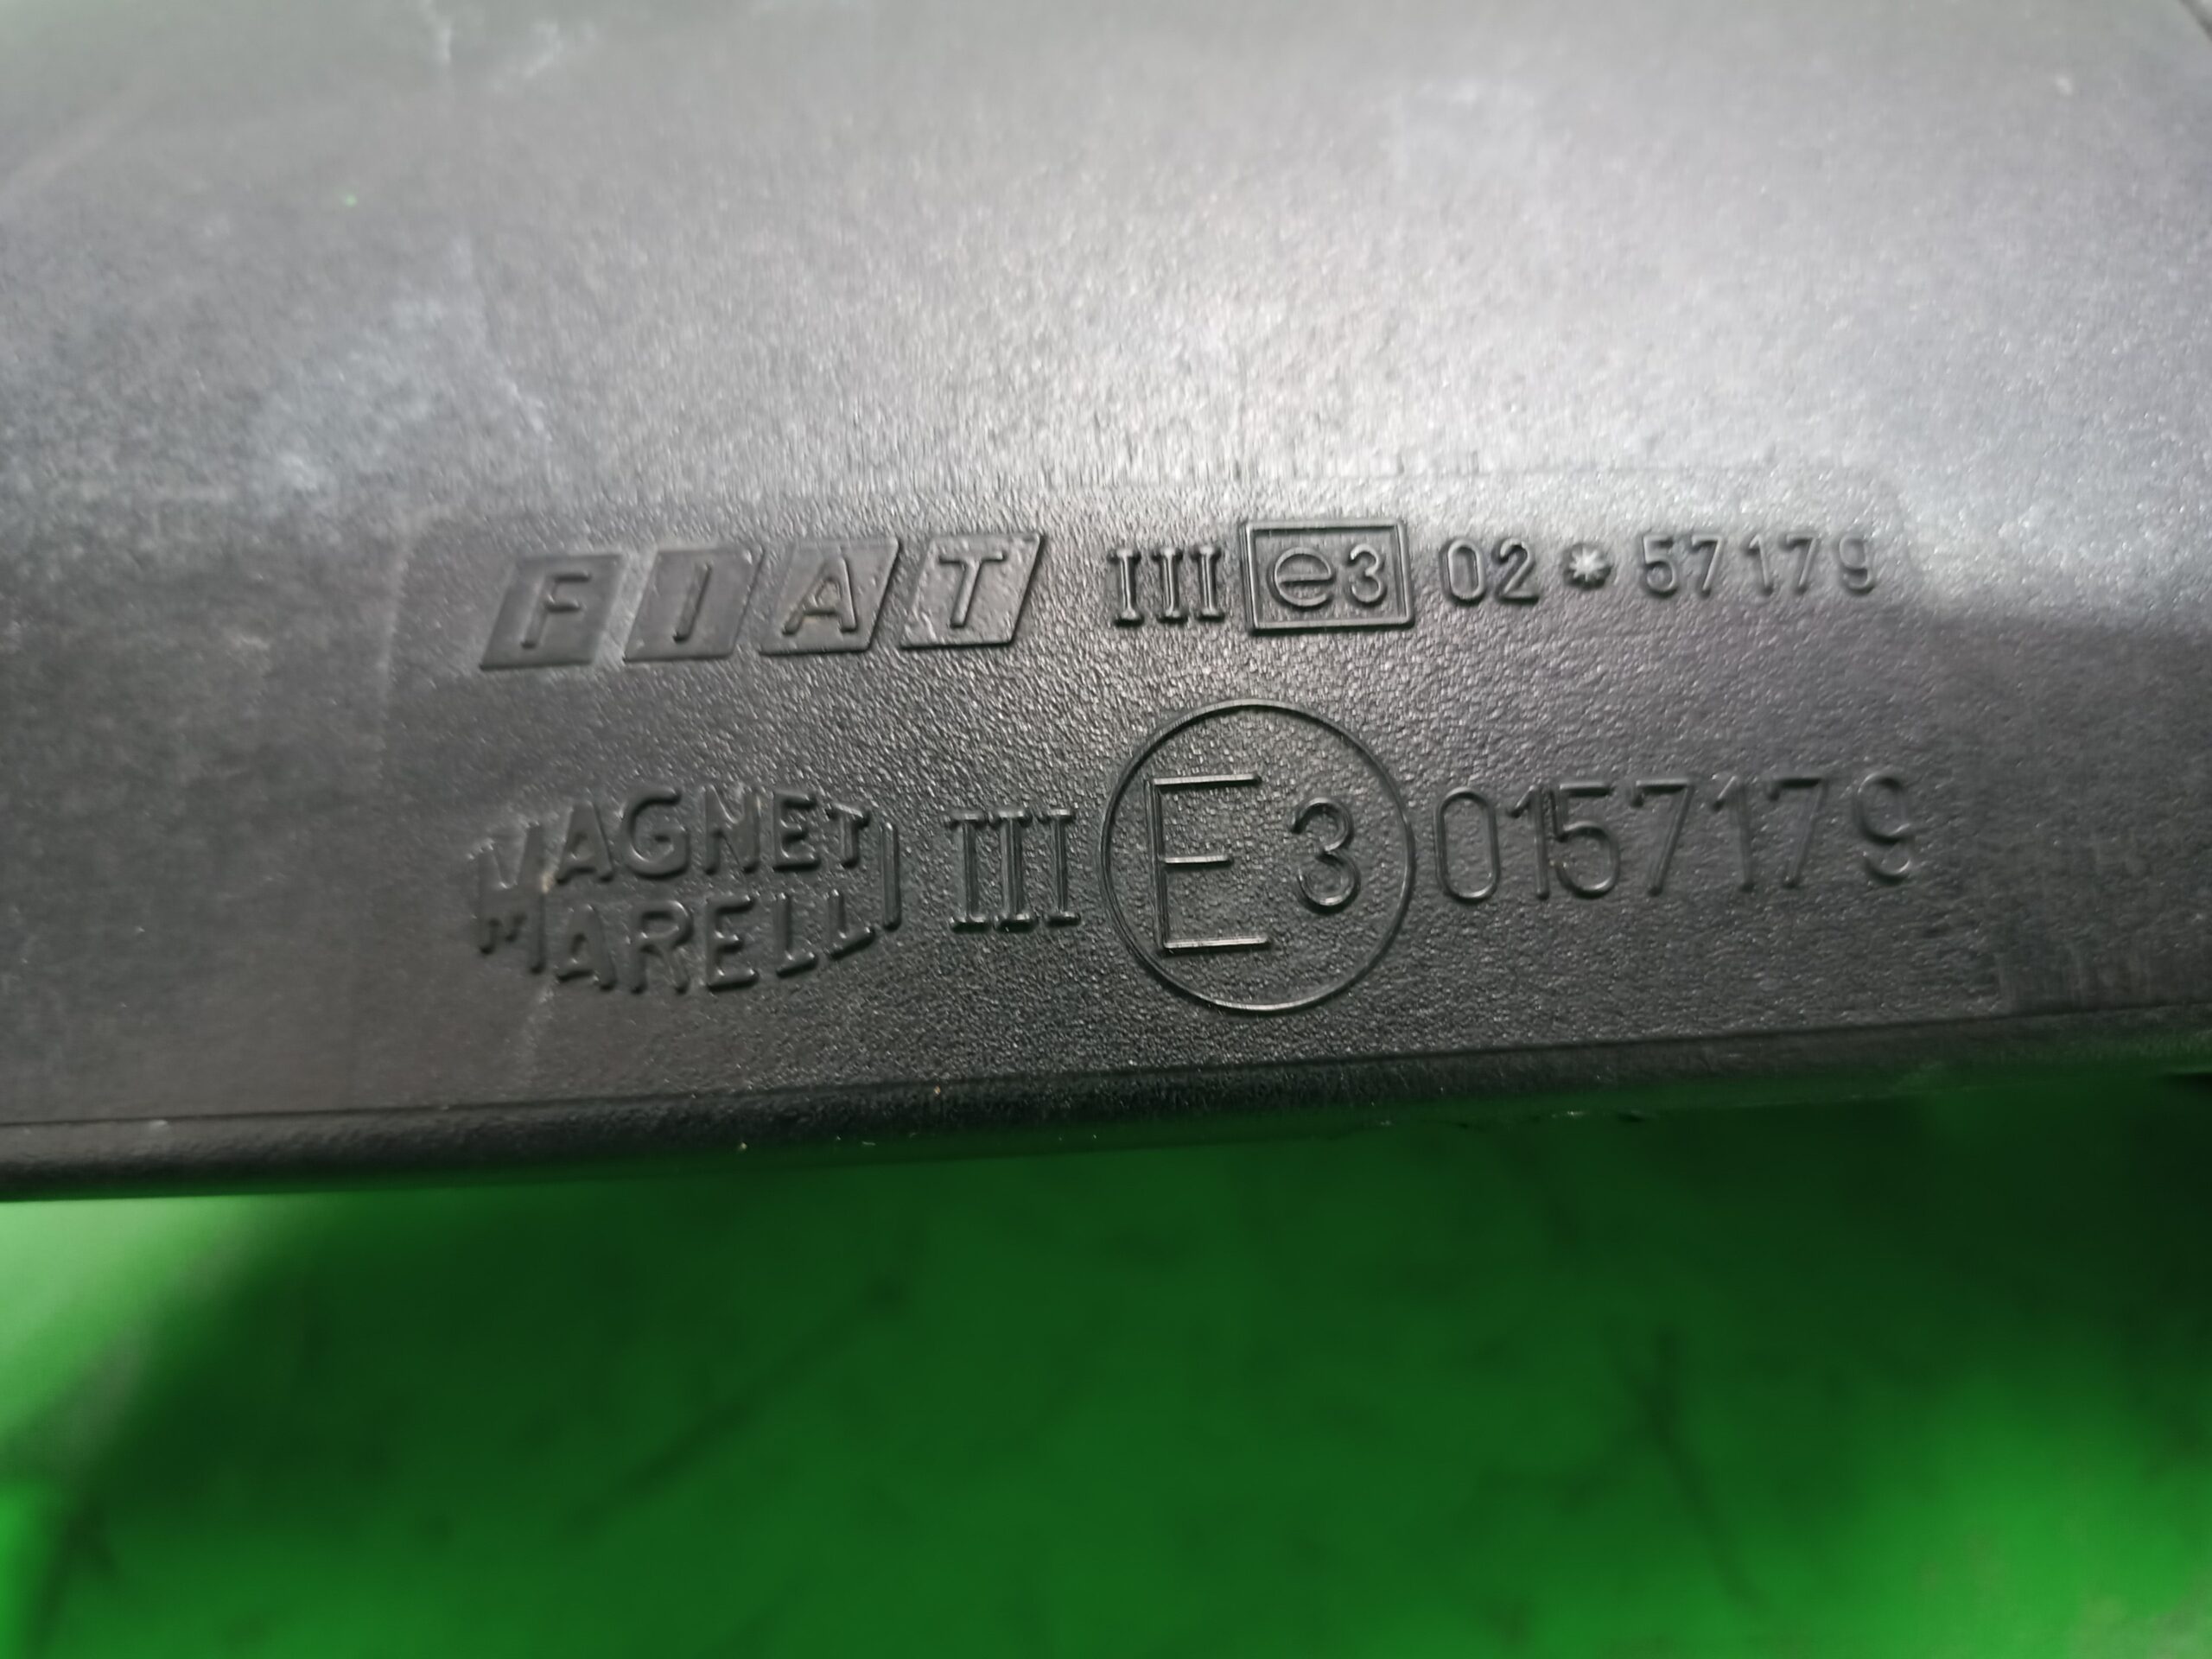 FIAT III e3 02*57179
MAGNETI MARELLI III E3 0157179